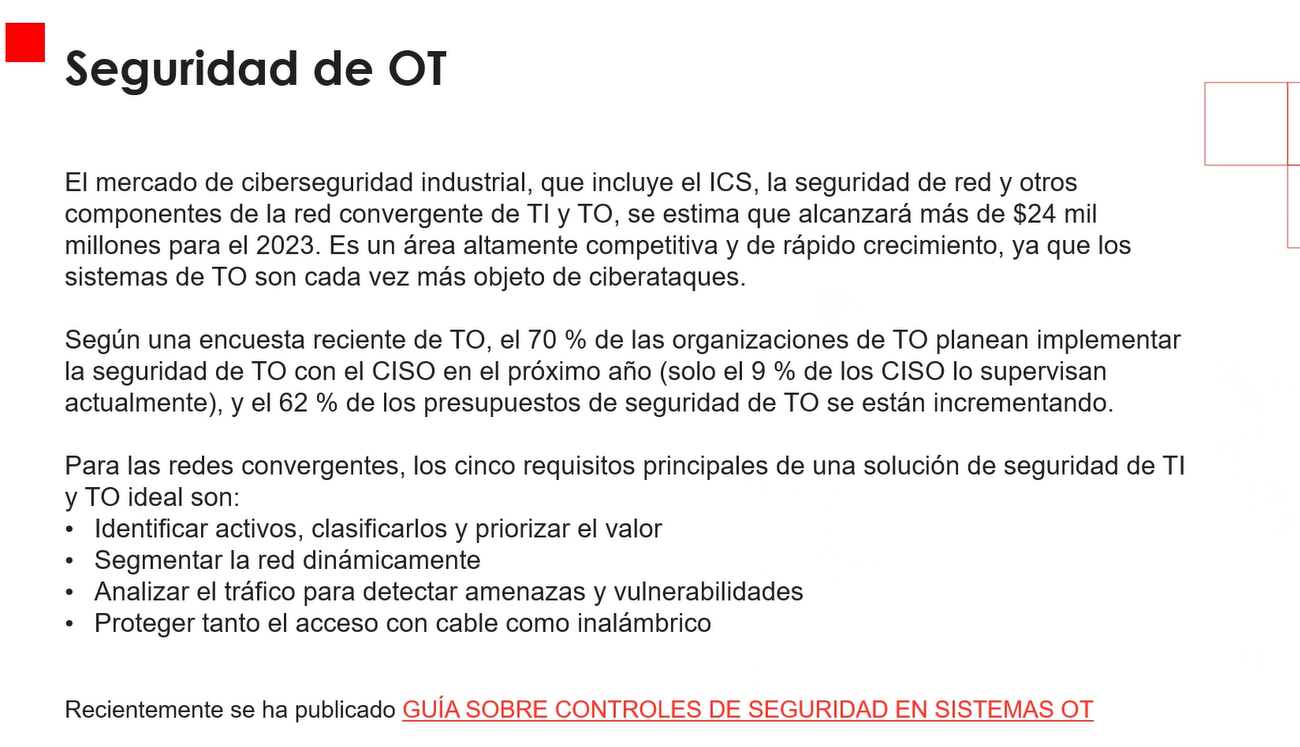 Seguridad de OT
El mercado de ciberseguridad industrial, que incluye el ICS, la seguridad de red y otros
componentes de la red convergente de TI y TO, se estima que alcanzará más de $24 mil
millones para el 2023. Es un área altamente competitiva y de rápido crecimiento, ya que los
sistemas de TO son cada vez más objeto de ciberataques.
Según una encuesta reciente de TO, el 70 % de las organizaciones de TO planean implementar
la seguridad de TO con el CISO en el próximo año (solo el 9 % de los CISO lo supervisan
actualmente), y el 62 % de los presupuestos de seguridad de TO se están incrementando.
Para las redes convergentes, los cinco requisitos principales de una solución de seguridad de TI
y TO ideal son:
• Identificar activos, clasificarlos y priorizar el valor
• Segmentar la red dinámicamente
• Analizar el tráfico para detectar amenazas y vulnerabilidades
• Proteger tanto el acceso con cable como inalámbrico
Recientemente se ha publicado GUÍA SOBRE CONTROLES DE SEGURIDAD EN SISTEMAS OT